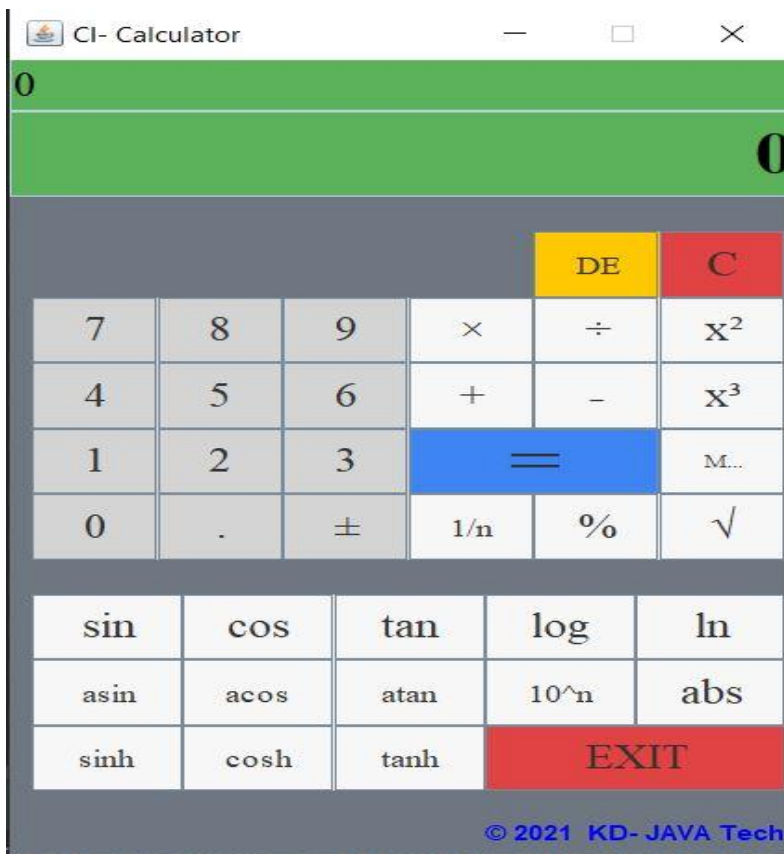 CI- Calculator
0
0
DE C
7 8 9 × ÷ x²
4 5 6 + - x³
1 2 3 = M...
0 . ± 1/n % √
sin cos tan log ln
asin acos atan 10^n abs
sinh cosh tanh EXIT
© 2021 KD- JAVA Tech